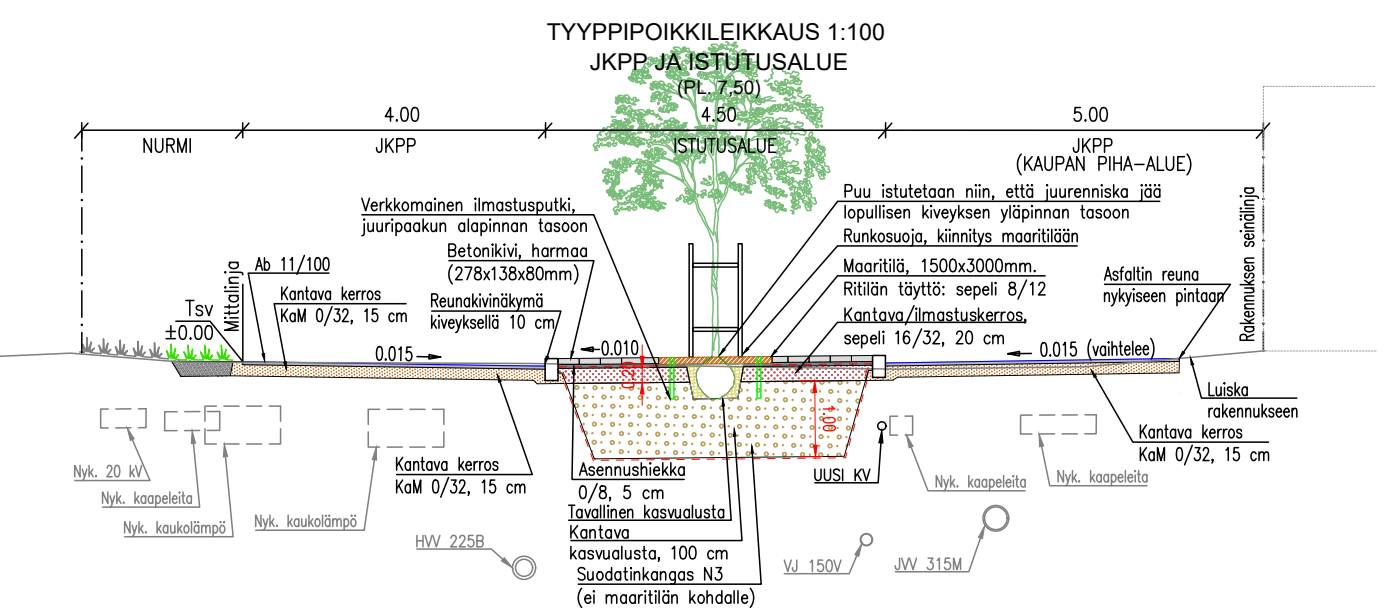 TYYPPIPOIKKILEIKKAUS 1:100
JKPP JA ISTUTUSALUE
(PL. 7,50)
4.00
4.50
5.00
NURMI
JKPP
ISTUTUSALUE
JKPP
(KAUPAN PIHA-ALUE)
Verkkomainen ilmastusputki,
juuripaakun alapinnan tasoon
Betonikivi, harmaa
(278x138x80mm)
Reunakivinäkymä
kiveyksellä 10 cm
Puu istutetaan niin, että juurenniska jää
lopullisen kiveyksen yläpinnan tasoon
Runkosuoja, kiinnitys maaritilään
Maaritilä, 1500x3000mm.
Ritilän täyttö: sepeli 8/12
Kantava/ilmastuskerros,
sepeli 16/32, 20 cm
Asfaltin reuna
nykyiseen pintaan
Rakennuksen seinälinja
Mittalinja
Ab 11/100
Kantava kerros
KaM 0/32, 15 cm
Tsv
±0.00
0.015
0.010
0.015 (vaihtelee)
0.20
1.00
Luiska
rakennukseen
Kantava kerros
KaM 0/32, 15 cm
Kantava kerros
KaM 0/32, 15 cm
Asennushiekka
0/8, 5 cm
Tavallinen kasvualusta
Kantava
kasvualusta, 100 cm
Suodatinkangas N3
(ei maaritilän kohdalle)
UUSI KV
Nyk. 20 kV
Nyk. kaapeleita
Nyk. kaukolämpö
Nyk. kaukolämpö
Nyk. kaapeleita
Nyk. kaapeleita
HVV 225B
VJ 150V
JVV 315M